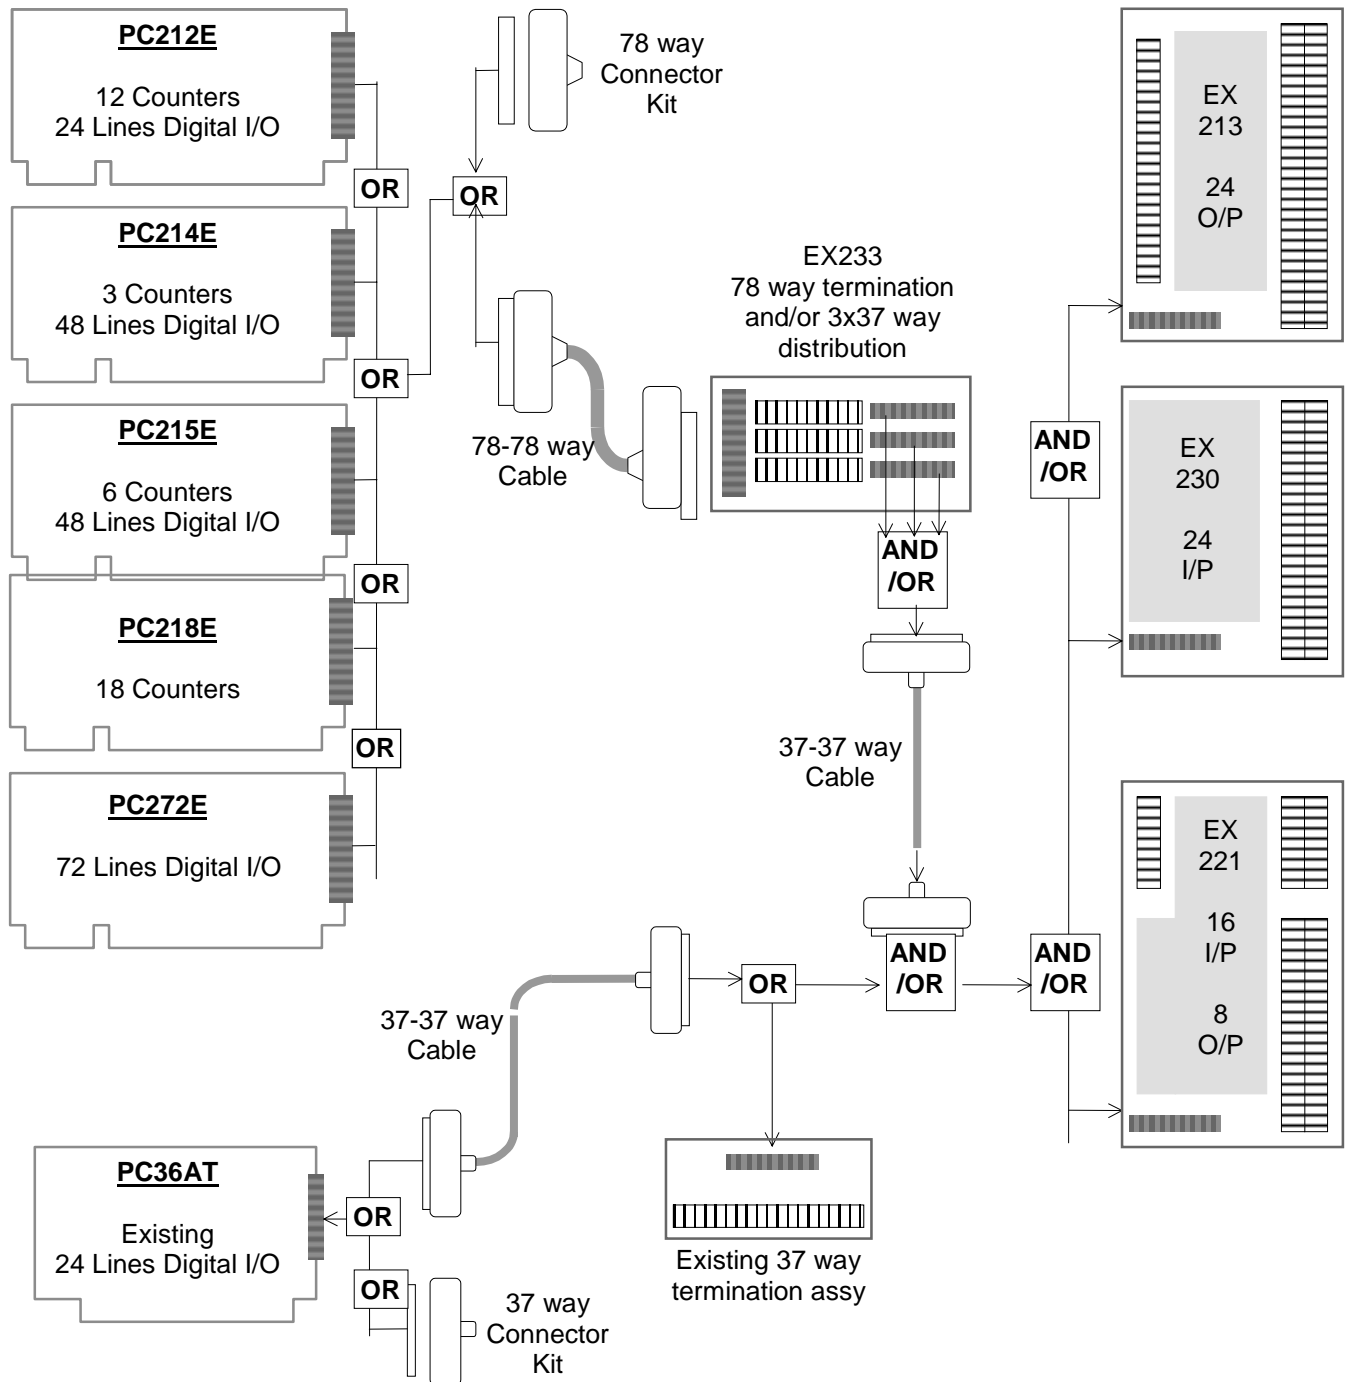 PC212E
12 Counters
24 Lines Digital I/O
OR
PC214E
3 Counters
48 Lines Digital I/O
OR
PC215E
6 Counters
48 Lines Digital I/O
OR
PC218E
18 Counters
OR
PC272E
72 Lines Digital I/O
78 way
Connector
Kit
OR
78-78 way
Cable
EX233
78 way termination
and/or 3x37 way
distribution
AND
/OR
37-37 way
Cable
AND
/OR
AND
/OR
AND
/OR
EX
213
24
O/P
EX
230
24
I/P
EX
221
16
I/P
8
O/P
OR
37-37 way
Cable
PC36AT
Existing
24 Lines Digital I/O
OR
OR
37 way
Connector
Kit
Existing 37 way
termination assy